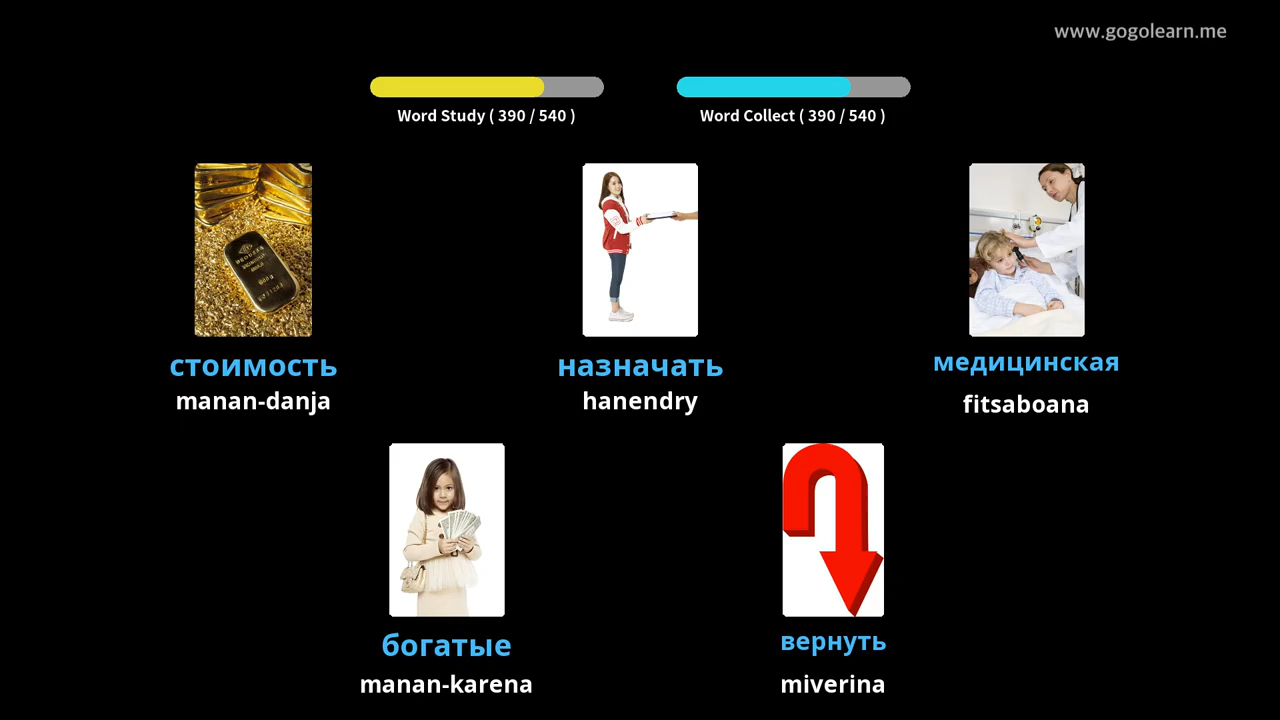 www.gogolearn.me
Word Study ( 390 / 540 )
Word Collect ( 390 / 540 )
стоимость
manan-danja
назначать
hanendry
медицинская
fitsaboana
богатые
manan-karena
вернуть
miverina